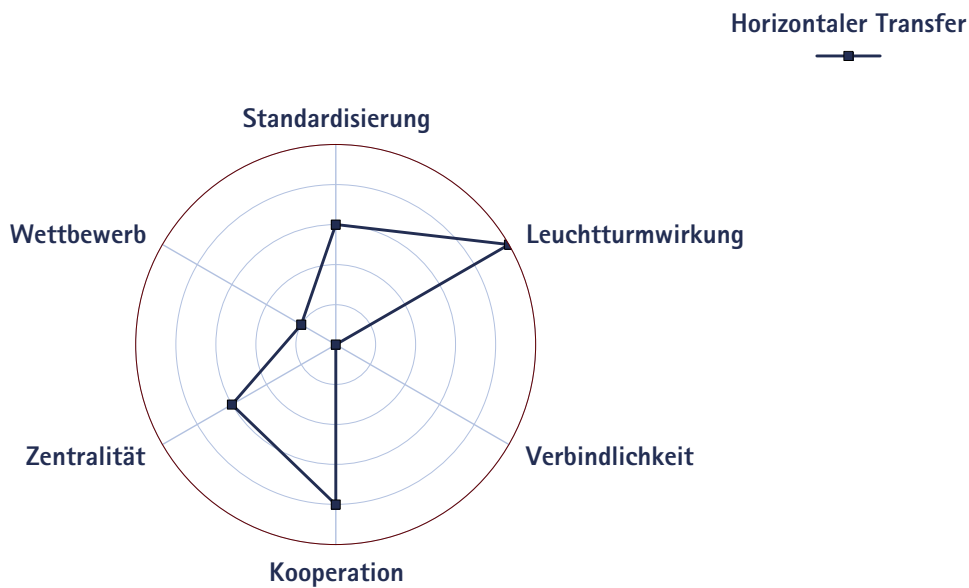 Horizontaler Transfer
Standardisierung
Wettbewerb
Leuchtturmwirkung
Zentralität
Verbindlichkeit
Kooperation